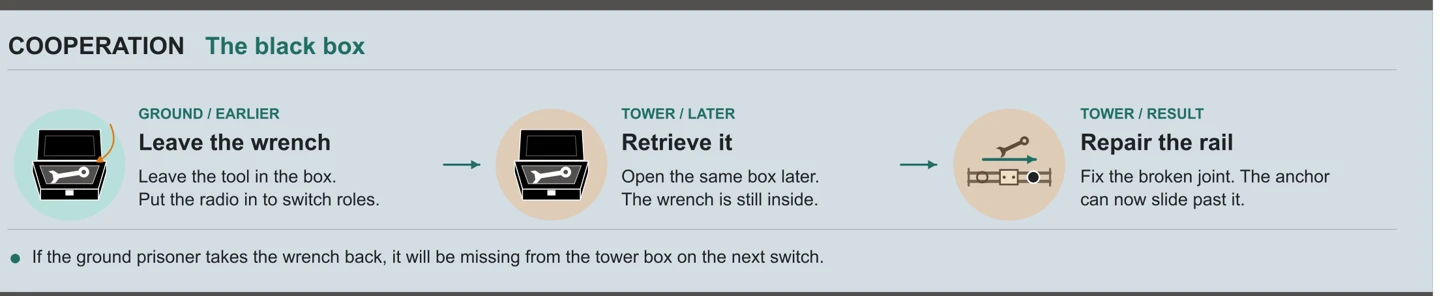 COOPERATION The black box
GROUND / EARLIER
Leave the wrench
Leave the tool in the box.
Put the radio in to switch roles.
TOWER / LATER
Retrieve it
Open the same box later.
The wrench is still inside.
TOWER / RESULT
Repair the rail
Fix the broken joint. The anchor
can now slide past it.
If the ground prisoner takes the wrench back, it will be missing from the tower box on the next switch.